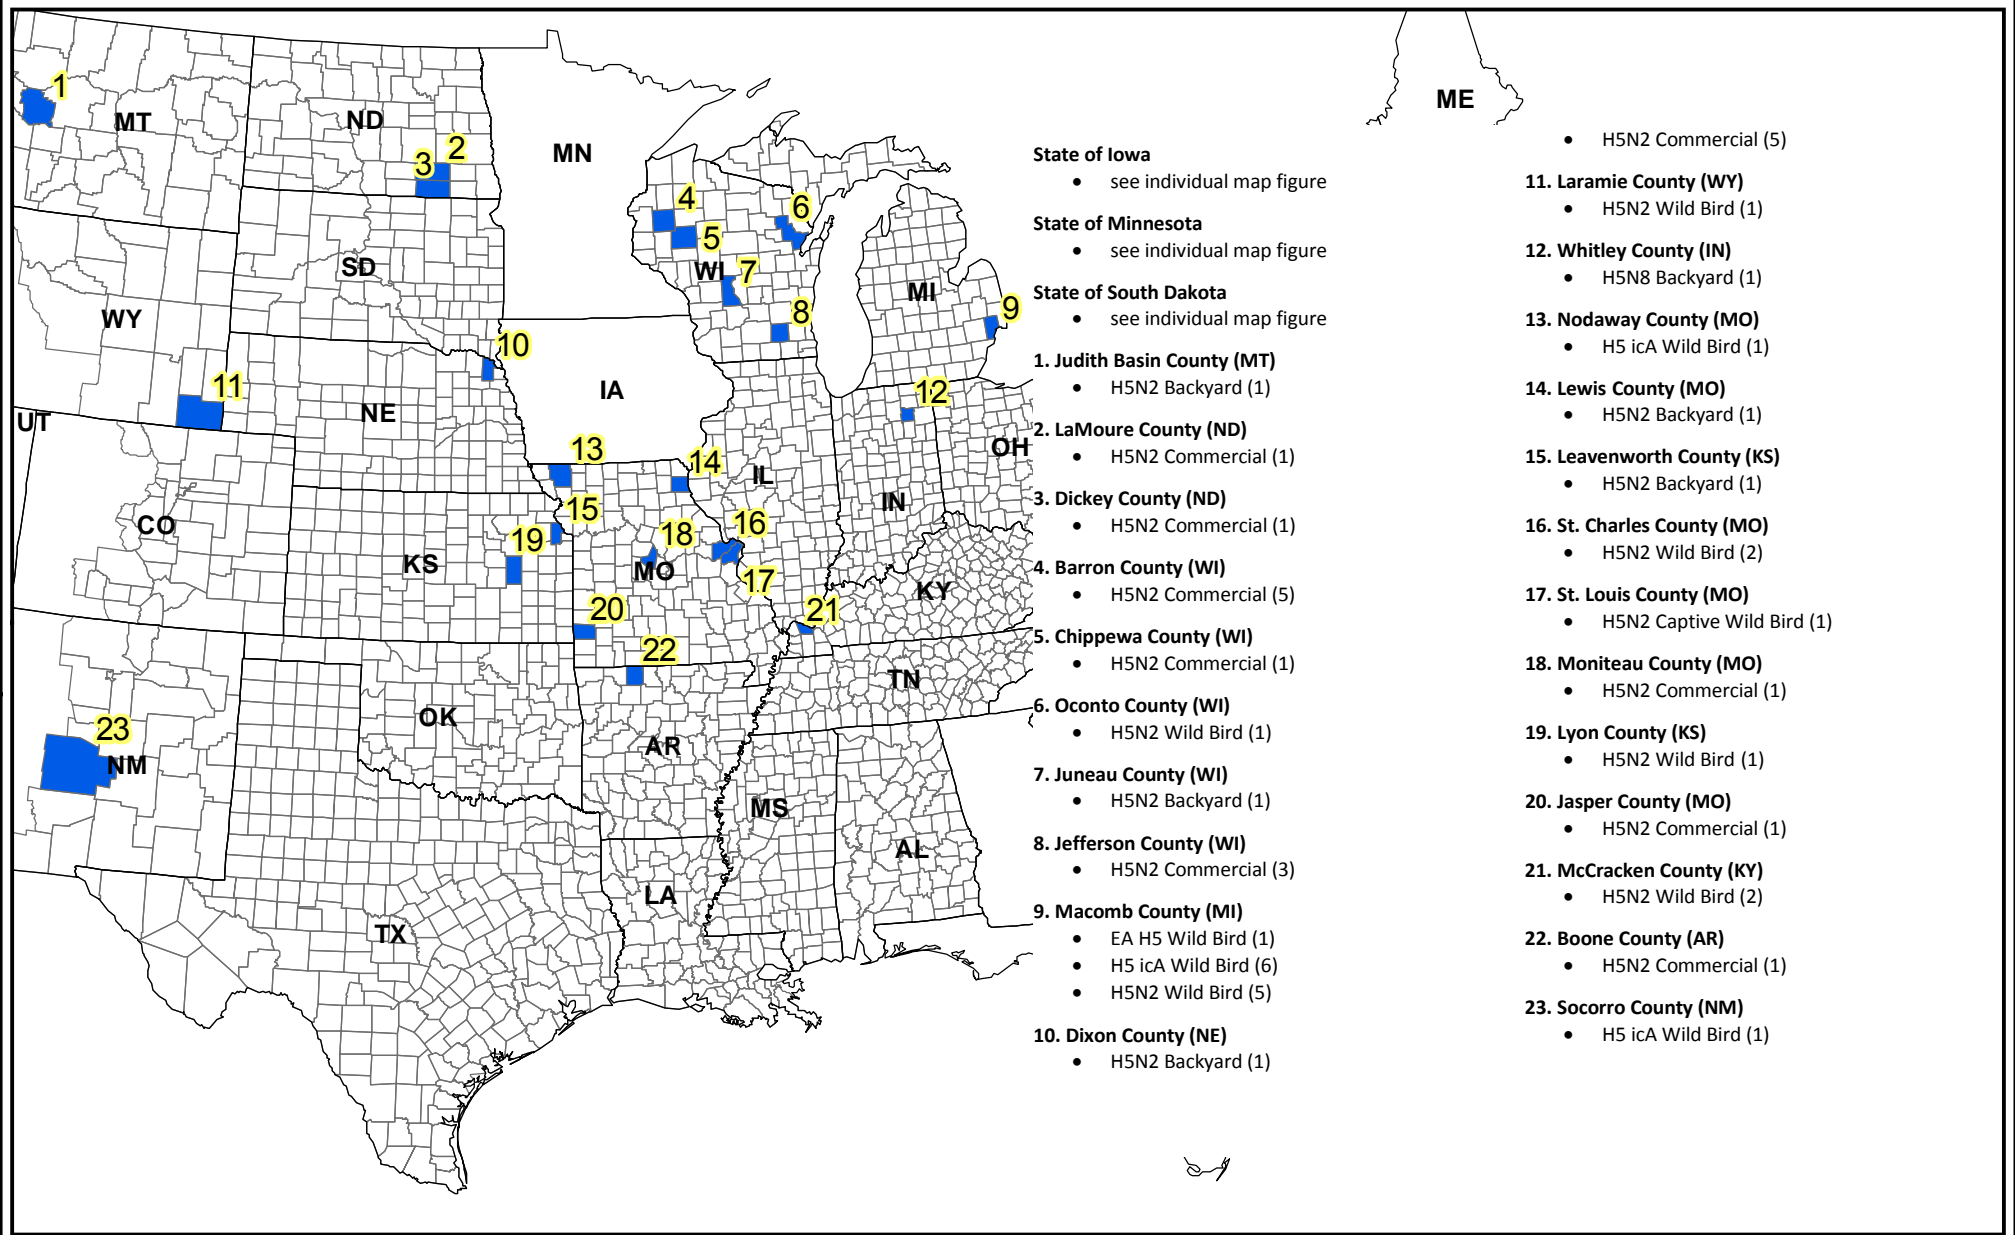 1
MT
ND
2
3
MN
ME
4
6
5
WI
7
SD
MI
8
9
WY
10
11
IA
12
NE
UT
OH
13
14
IL
IN
15
16
18
19
CO
KS
MO
17
KY
20
21
22
TN
OK
23
NM
AR
MS
AL
LA
TX
State of Iowa
• see individual map figure
State of Minnesota
• see individual map figure
State of South Dakota
• see individual map figure
1. Judith Basin County (MT)
• H5N2 Backyard (1)
2. LaMoure County (ND)
• H5N2 Commercial (1)
3. Dickey County (ND)
• H5N2 Commercial (1)
4. Barron County (WI)
• H5N2 Commercial (5)
5. Chippewa County (WI)
• H5N2 Commercial (1)
6. Oconto County (WI)
• H5N2 Wild Bird (1)
7. Juneau County (WI)
• H5N2 Backyard (1)
8. Jefferson County (WI)
• H5N2 Commercial (3)
9. Macomb County (MI)
• EA H5 Wild Bird (1)
• H5 icA Wild Bird (6)
• H5N2 Wild Bird (5)
10. Dixon County (NE)
• H5N2 Backyard (1)
• H5N2 Commercial (5)
11. Laramie County (WY)
• H5N2 Wild Bird (1)
12. Whitley County (IN)
• H5N8 Backyard (1)
13. Nodaway County (MO)
• H5 icA Wild Bird (1)
14. Lewis County (MO)
• H5N2 Backyard (1)
15. Leavenworth County (KS)
• H5N2 Backyard (1)
16. St. Charles County (MO)
• H5N2 Wild Bird (2)
17. St. Louis County (MO)
• H5N2 Captive Wild Bird (1)
18. Moniteau County (MO)
• H5N2 Commercial (1)
19. Lyon County (KS)
• H5N2 Wild Bird (1)
20. Jasper County (MO)
• H5N2 Commercial (1)
21. McCracken County (KY)
• H5N2 Wild Bird (2)
22. Boone County (AR)
• H5N2 Commercial (1)
23. Socorro County (NM)
• H5 icA Wild Bird (1)